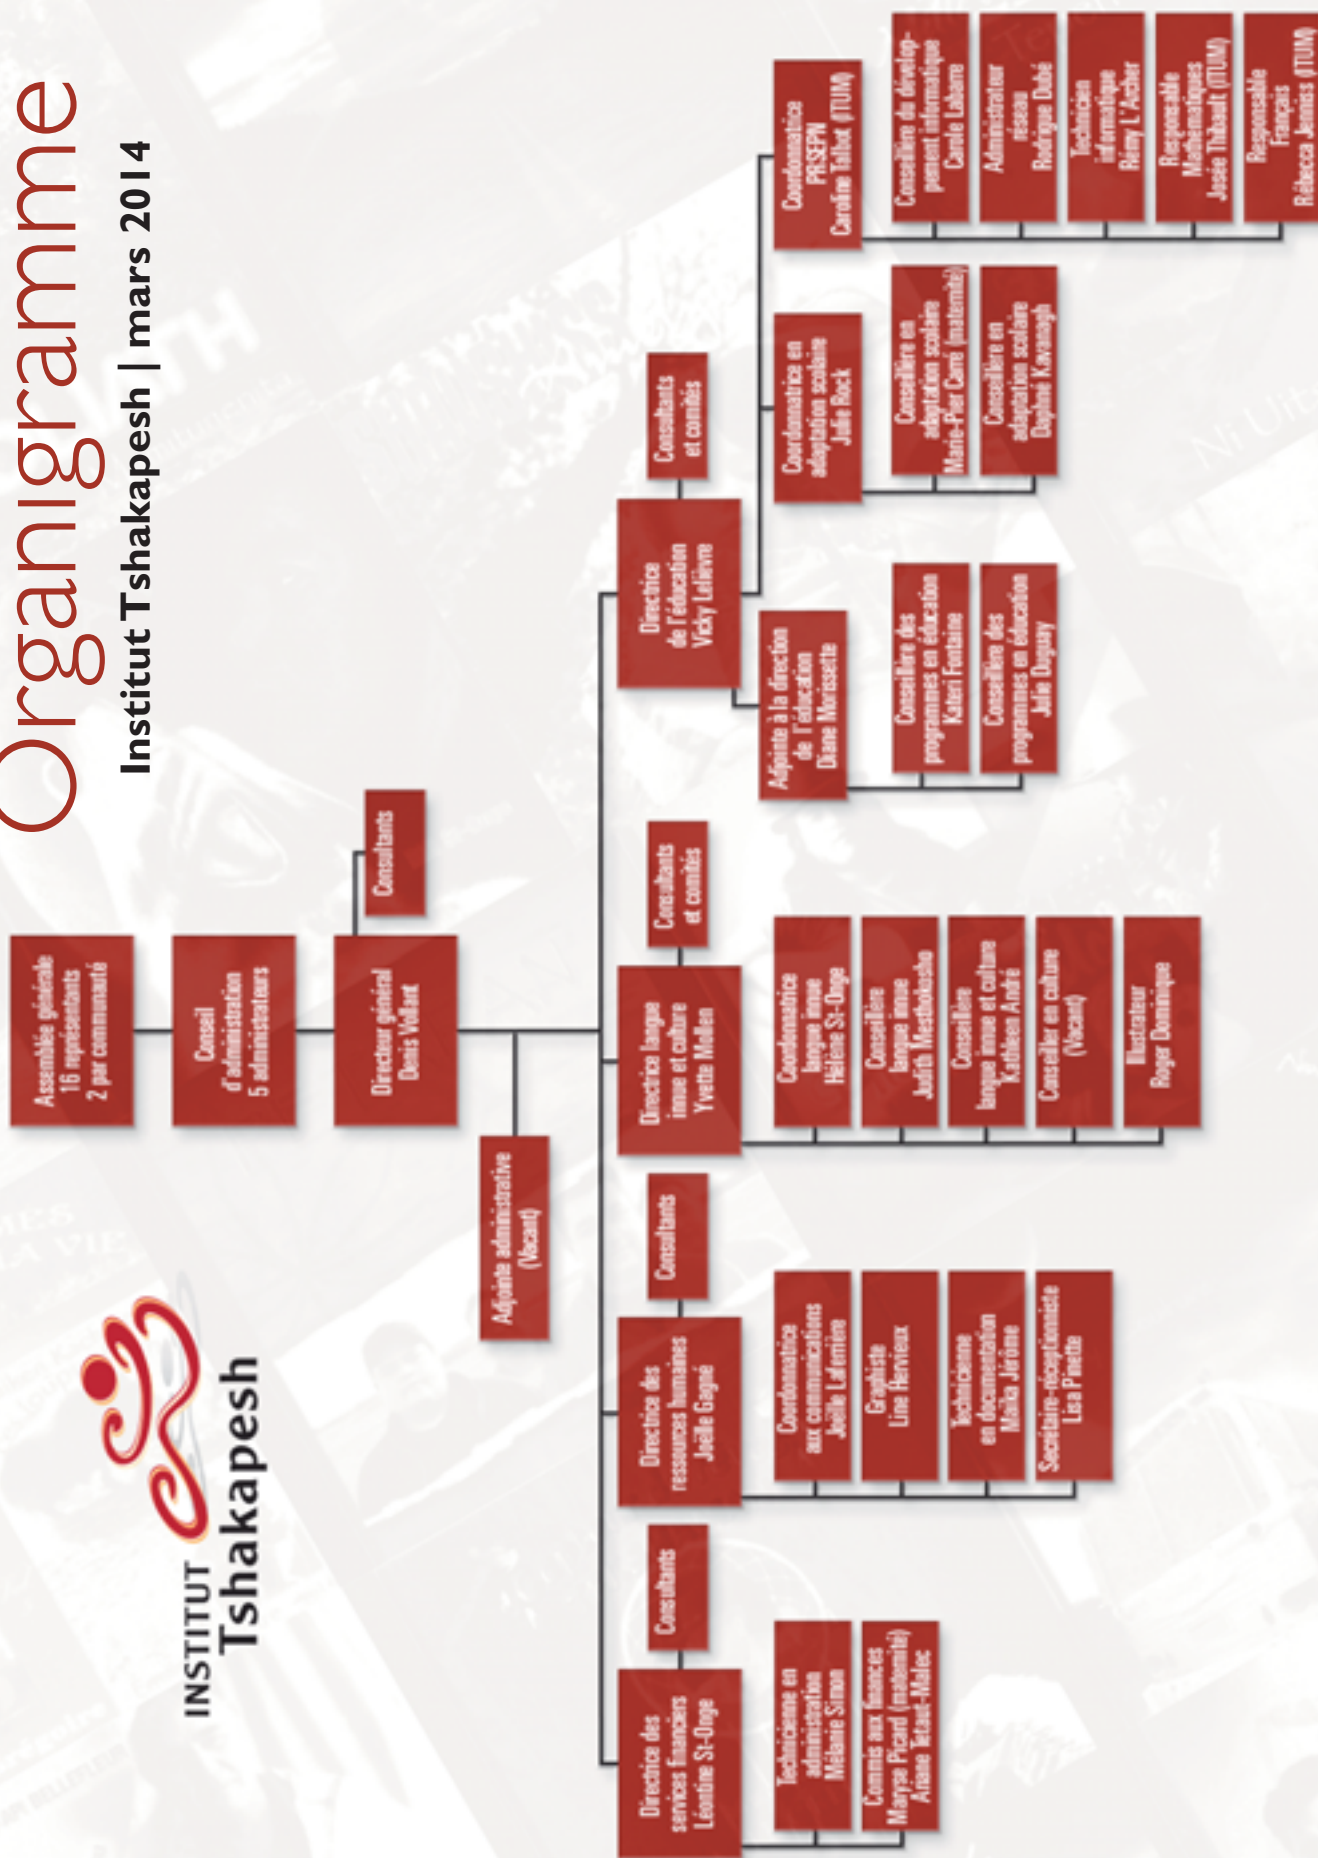 Organigramme
Institut Tshakapesh | mars 2014
INSTITUT
Tshakapesh
Assemblée générale
16 représentants
2 par communauté
Conseil
d'administration
5 administrateurs
Directeur général
Denis Vollant
Consultants
Adjointe administrative
(Vacant)
Directrice des
services financiers
Léontine St-Onge
Consultants
Technicienne en
administration
Mélanie Simon
Commis aux finances
Maryse Picard (maternité)
Ariane Tetaut-Malec
Directrice des
ressources humaines
Joëlle Gagné
Consultants
Coordonnatrice
aux communications
Joëlle Laferrière
Graphiste
Line Hervieux
Technicienne
en documentation
Maïka Jérôme
Secrétaire-réceptionniste
Lisa Pinette
Directrice langue
innue et culture
Yvette Mollen
Consultants
et comités
Coordonnatrice
langue innue
Hélène St-Onge
Conseillère
langue innue
Judith Mesthokosho
Conseillère
langue innue et culture
Kathleen André
Conseiller en culture
(Vacant)
Illustrateur
Roger Dominique
Directrice
de l'éducation
Vicky Lelièvre
Consultants
et comités
Adjointe à la direction
de l'éducation
Diane Morissette
Conseillère des
programmes en éducation
Kateri Fontaine
Conseillère des
programmes en éducation
Julie Duguay
Coordonnatrice en
adaptation scolaire
Julie Rock
Conseillère en
adaptation scolaire
Marie-Pier Carré (maternité)
Conseillère en
adaptation scolaire
Daphné Kavanagh
Coordonnatrice
PRSEPN
Caroline Talbot (ITUM)
Conseillière du dévelop-
pement informatique
Carole Labarre
Administrateur
réseau
Rodrigue Dubé
Technicien
informatique
Rémy L'Archer
Responsable
Mathématiques
Josée Thibault (ITUM)
Responsable
Français
Rébecca Jenniss (ITUM)